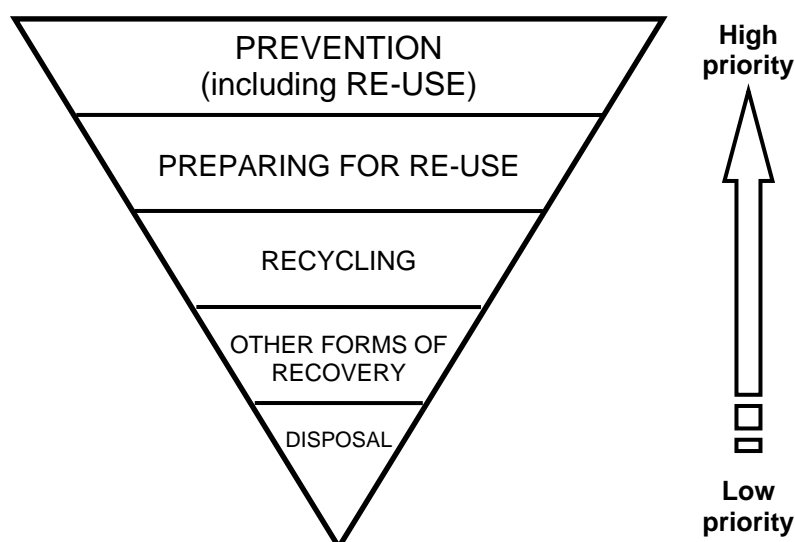 PREVENTION
(including RE-USE)
PREPARING FOR RE-USE
RECYCLING
OTHER FORMS OF
RECOVERY
DISPOSAL
High
priority
Low
priority